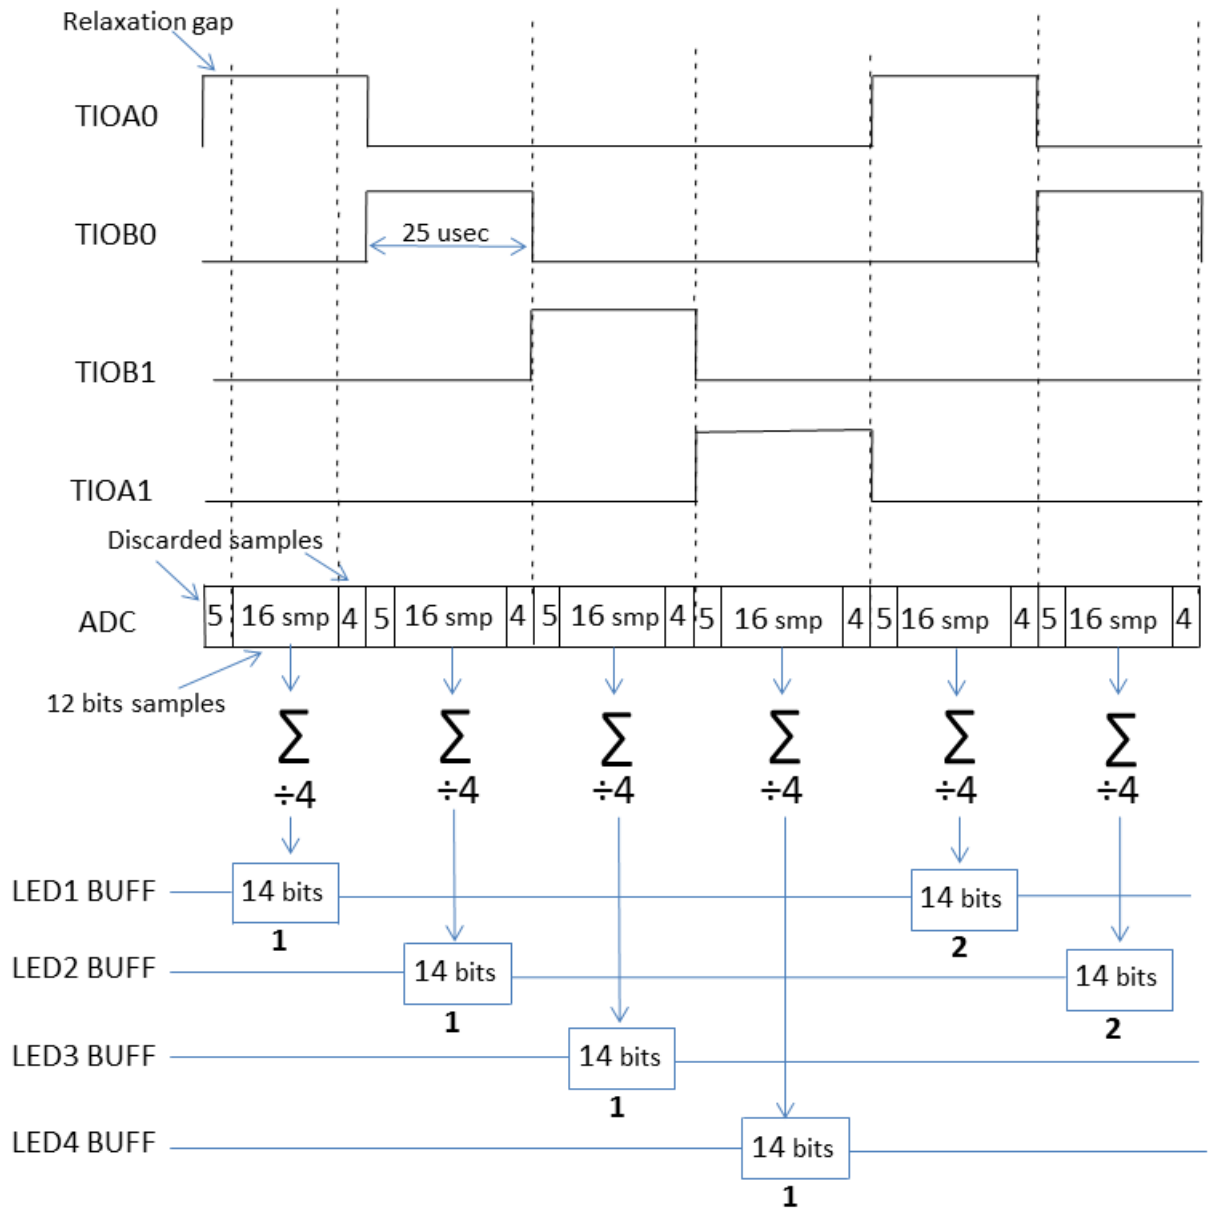 Relaxation gap
TIOA0
TIOB0
25 usec
TIOB1
TIOA1
Discarded samples
ADC
5 16 smp 4 5 16 smp 4 5 16 smp 4 5 16 smp 4 5 16 smp 4 5 16 smp 4
12 bits samples
∑ ∑ ∑ ∑ ∑ ∑
÷4 ÷4 ÷4 ÷4 ÷4 ÷4
LED1 BUFF 14 bits 14 bits
1 2
LED2 BUFF 14 bits 14 bits
1 2
LED3 BUFF 14 bits
1
LED4 BUFF 14 bits
1